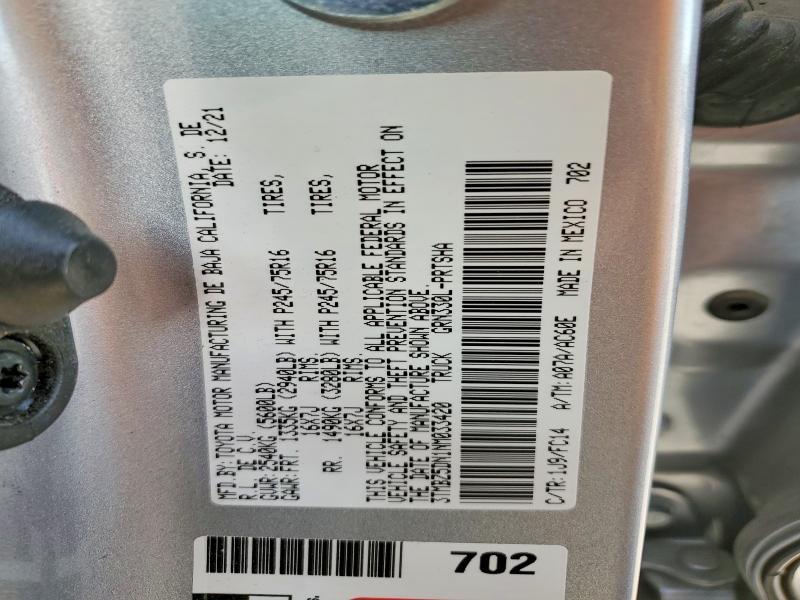 MFD.BY:TOYOTA MOTOR MANUFACTURING DE BAJA CALIFORNIA, S. DE
R.L. DE C.V. DATE: 12/21
GVWR:2540KG(5600LB)
GAWR:FRT. 1335KG (2940LB) WITH P245/75R16 TIRES,
16X7J RIMS,
RR. 1490KG (3280LB) WITH P245/75R16 TIRES,
16X7J RIMS.
THIS VEHICLE CONFORMS TO ALL APPLICABLE FEDERAL MOTOR
VEHICLE SAFETY AND THEFT PREVENTION STANDARDS IN EFFECT ON
THE DATE OF MANUFACTURE SHOWN ABOVE.
3TMDZ5BN1NM033420 TRUCK GRN330L-PRTSHA
C/TR:1J9/FC14 A/TM:A07A/AC60E MADE IN MEXICO 702
702